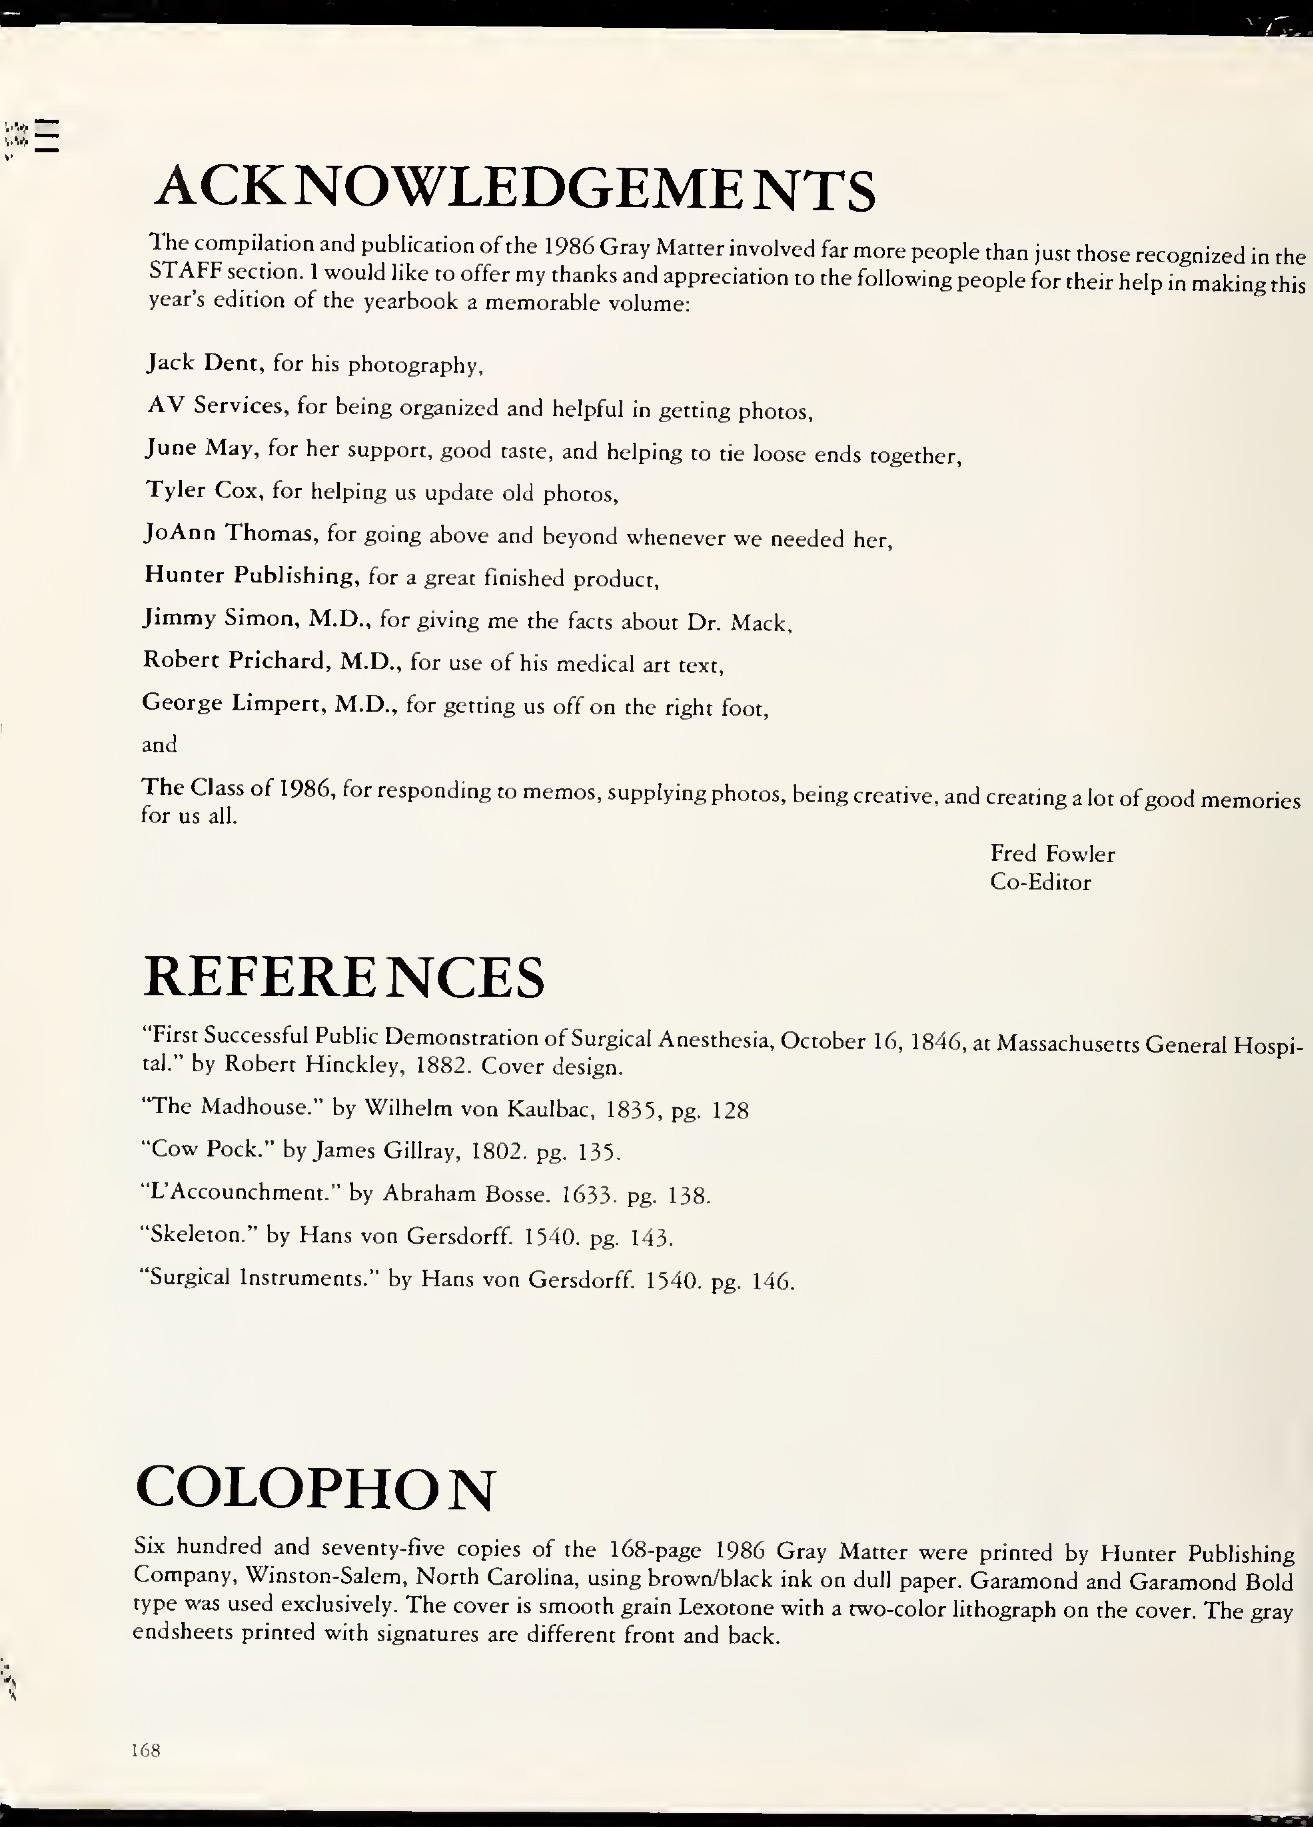 ACKNOWLEDGEMENTS
The compilation and publication of the 1986 Gray Matter involved far more people than just those recognized in the
STAFF section. I would like to offer my thanks and appreciation to the following people for their help in making this
year's edition of the yearbook a memorable volume:
Jack Dent, for his photography,
AV Services, for being organized and helpful in getting photos,
June May, for her support, good taste, and helping to tie loose ends together,
Tyler Cox, for helping us update old photos,
JoAnn Thomas, for going above and beyond whenever we needed her,
Hunter Publishing, for a great finished product,
Jimmy Simon, M.D., for giving me the facts about Dr. Mack,
Robert Prichard, M.D., for use of his medical art text,
George Limpert, M.D., for getting us off on the right foot,
and
The Class of 1986, for responding to memos, supplying photos, being creative, and creating a lot of good memories
for us all.
Fred Fowler
Co-Editor
REFERENCES
"First Successful Public Demonstration of Surgical Anesthesia, October 16, 1846, at Massachusetts General Hospi-
tal." by Robert Hinckley, 1882. Cover design.
"The Madhouse." by Wilhelm von Kaulbac, 1835, pg. 128
"Cow Pock." by James Gillray, 1802. pg. 135.
"L'Accounchment." by Abraham Bosse. 1633. pg. 138.
"Skeleton." by Hans von Gersdorff. 1540. pg. 143.
"Surgical Instruments." by Hans von Gersdorff. 1540. pg. 146.
COLOPHON
Six hundred and seventy-five copies of the 168-page 1986 Gray Matter were printed by Hunter Publishing
Company, Winston-Salem, North Carolina, using brown/black ink on dull paper. Garamond and Garamond Bold
type was used exclusively. The cover is smooth grain Lexotone with a two-color lithograph on the cover. The gray
endsheets printed with signatures are different front and back.
168